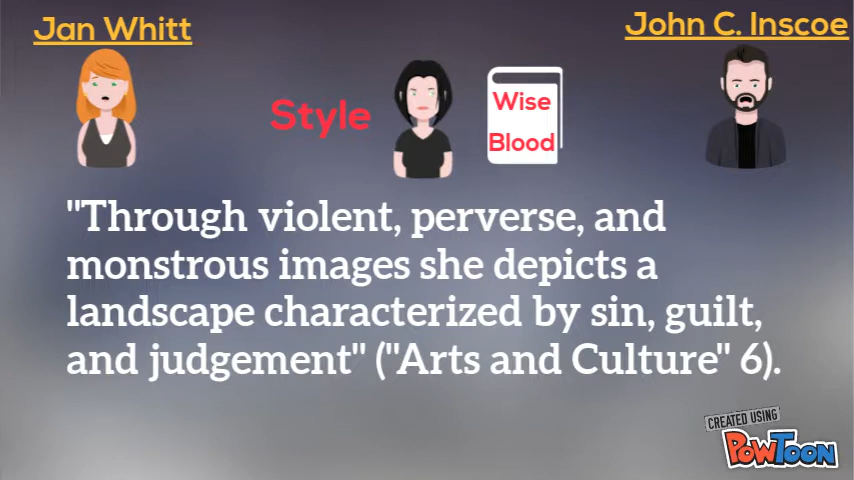 Jan Whitt
John C. Inscoe
Style
Wise
Blood
"Through violent, perverse, and
monstrous images she depicts a
landscape characterized by sin, guilt,
and judgement" ("Arts and Culture" 6).
CREATED USING
POWTOON